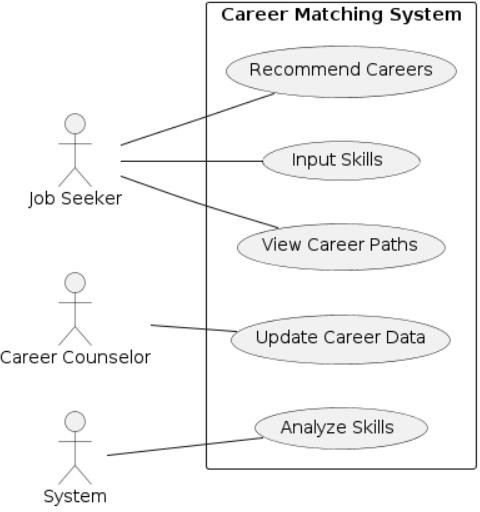 Career Matching System
Recommend Careers
Input Skills
Job Seeker
View Career Paths
Update Career Data
Career Counselor
Analyze Skills
System